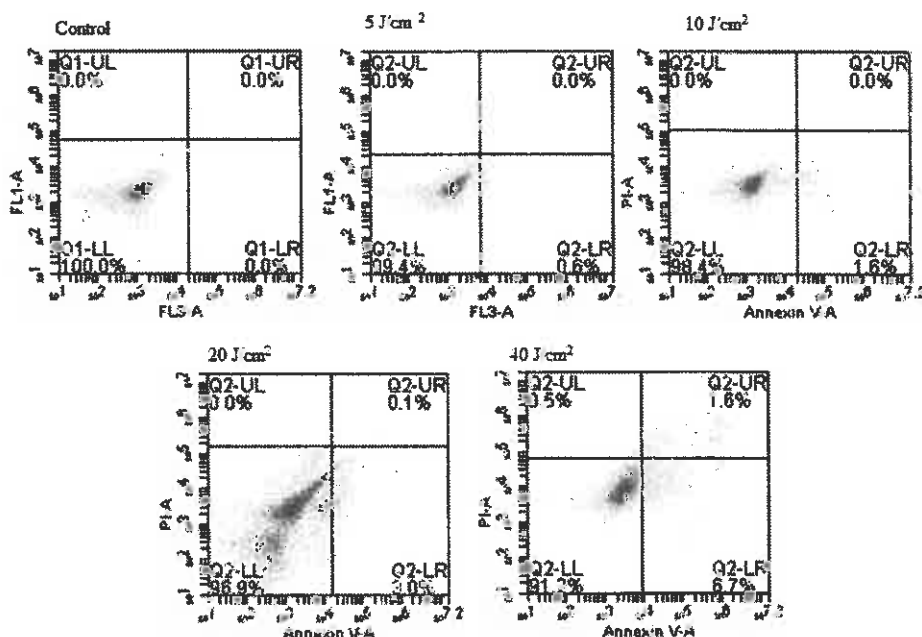 Control
5 J/cm²
10 J/cm²
Q1-UL
0.0%
Q1-UR
0.0%
Q1-LL
100.0%
Q1-LR
0.0%
FL1-A
FL3-A
Q2-UL
0.0%
Q2-UR
0.0%
Q2-LL
99.4%
Q2-LR
0.6%
FL1-A
FL3-A
Q2-UL
0.0%
Q2-UR
0.0%
Q2-LL
98.4%
Q2-LR
1.6%
PI-A
Annexin V-A
20 J/cm²
40 J/cm²
Q2-UL
0.0%
Q2-UR
0.1%
Q2-LL
96.9%
Q2-LR
3.0%
PI-A
Annexin V-A
Q2-UL
0.5%
Q2-UR
1.6%
Q2-LL
91.2%
Q2-LR
6.7%
PI-A
Annexin V-A